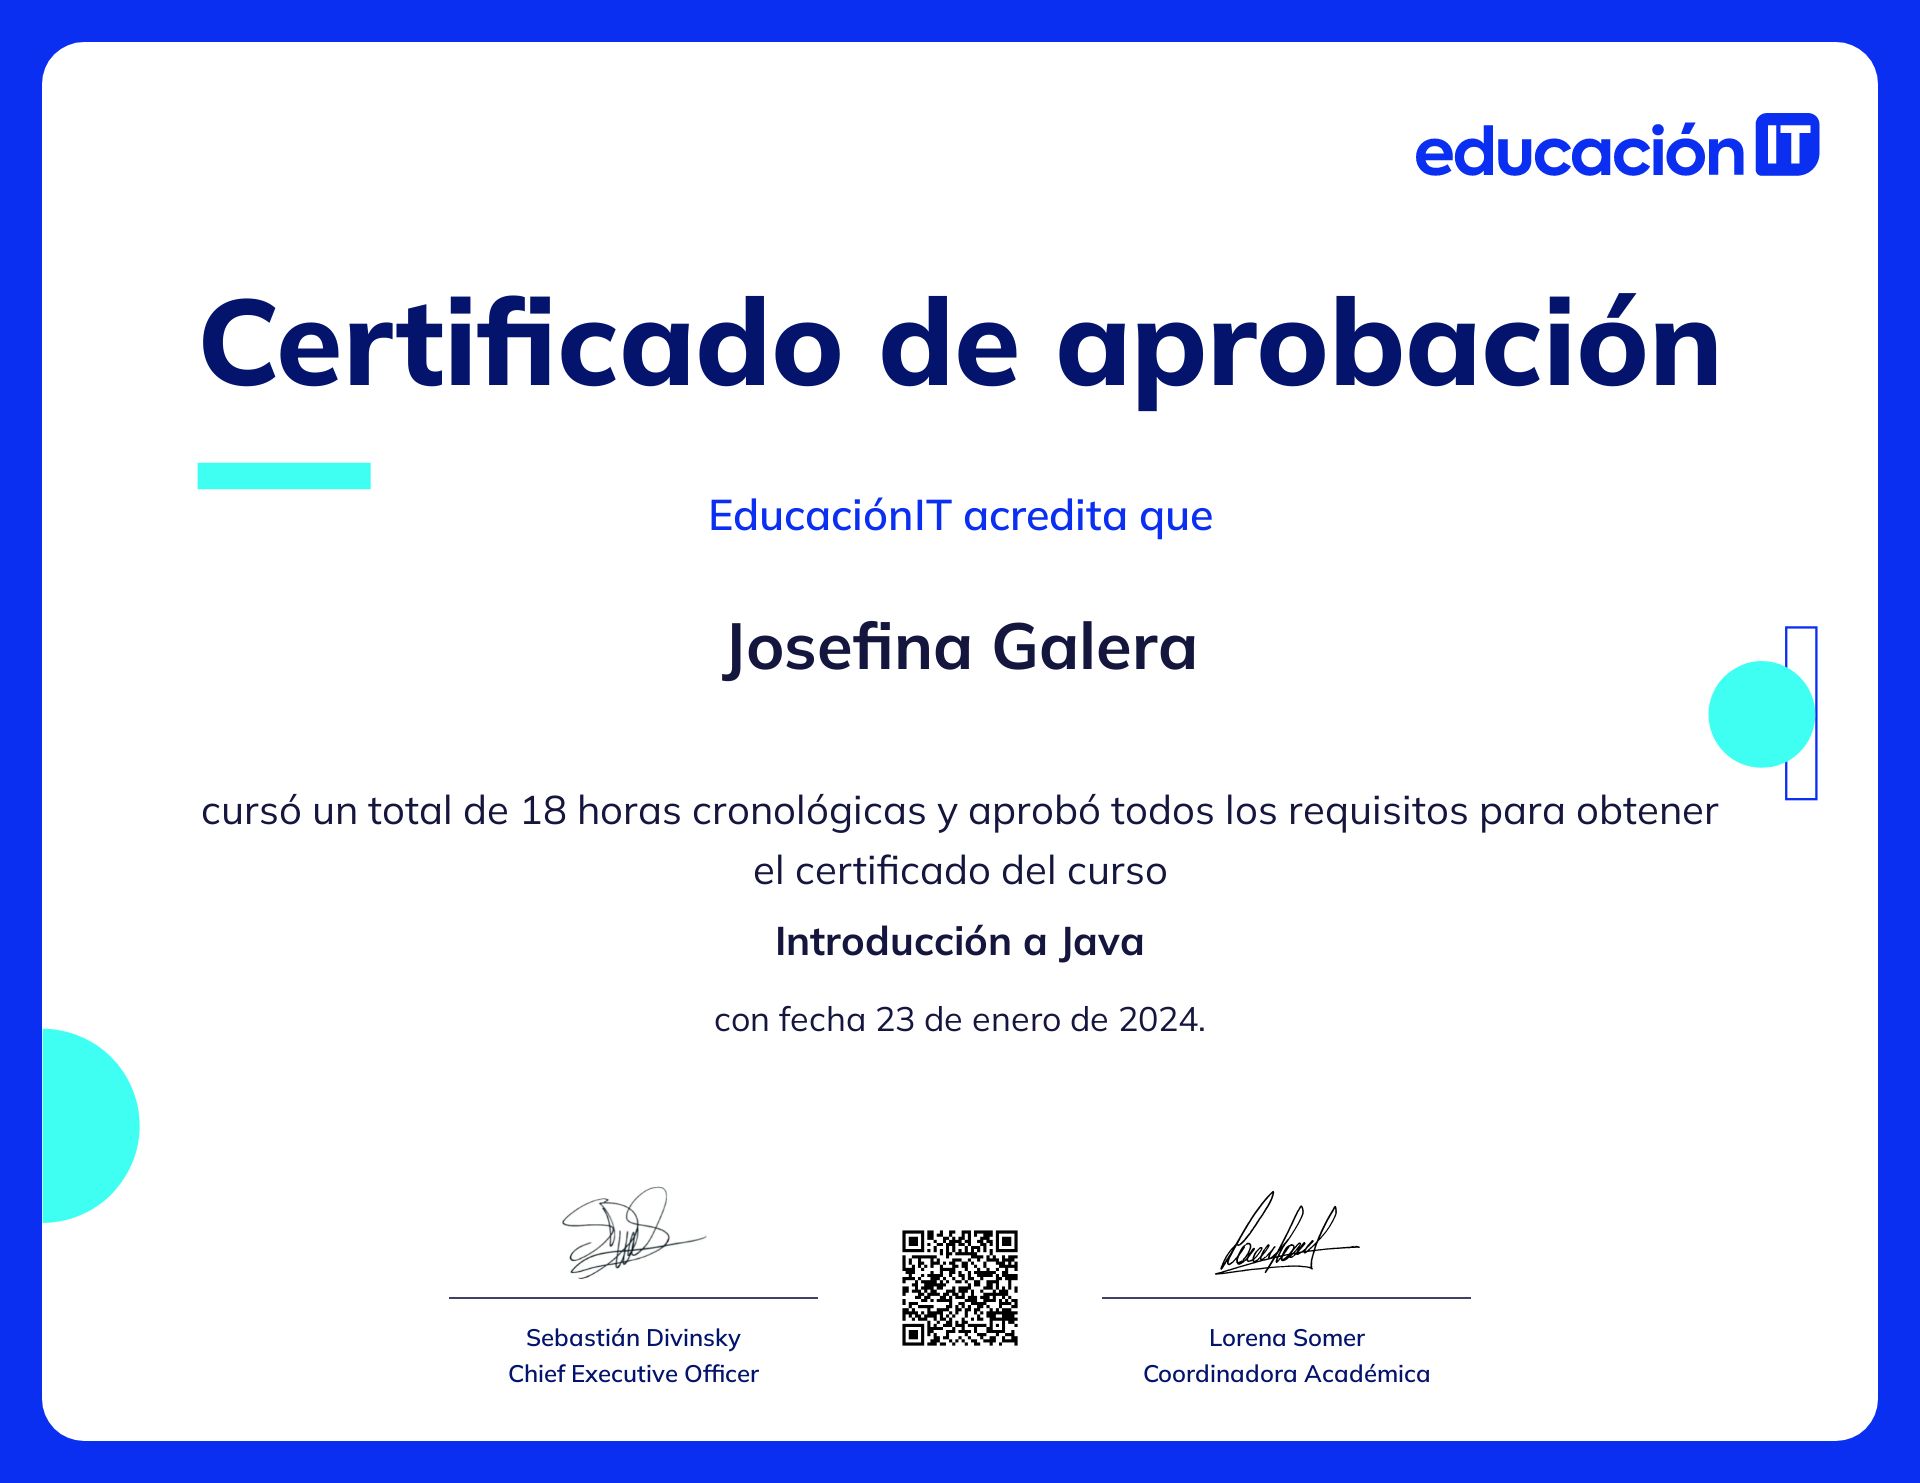 educación IT
Certificado de aprobación
EducaciónIT acredita que
Josefina Galera
cursó un total de 18 horas cronológicas y aprobó todos los requisitos para obtener
el certificado del curso
Introducción a Java
con fecha 23 de enero de 2024.
Sebastián Divinsky
Chief Executive Officer
Lorena Somer
Coordinadora Académica